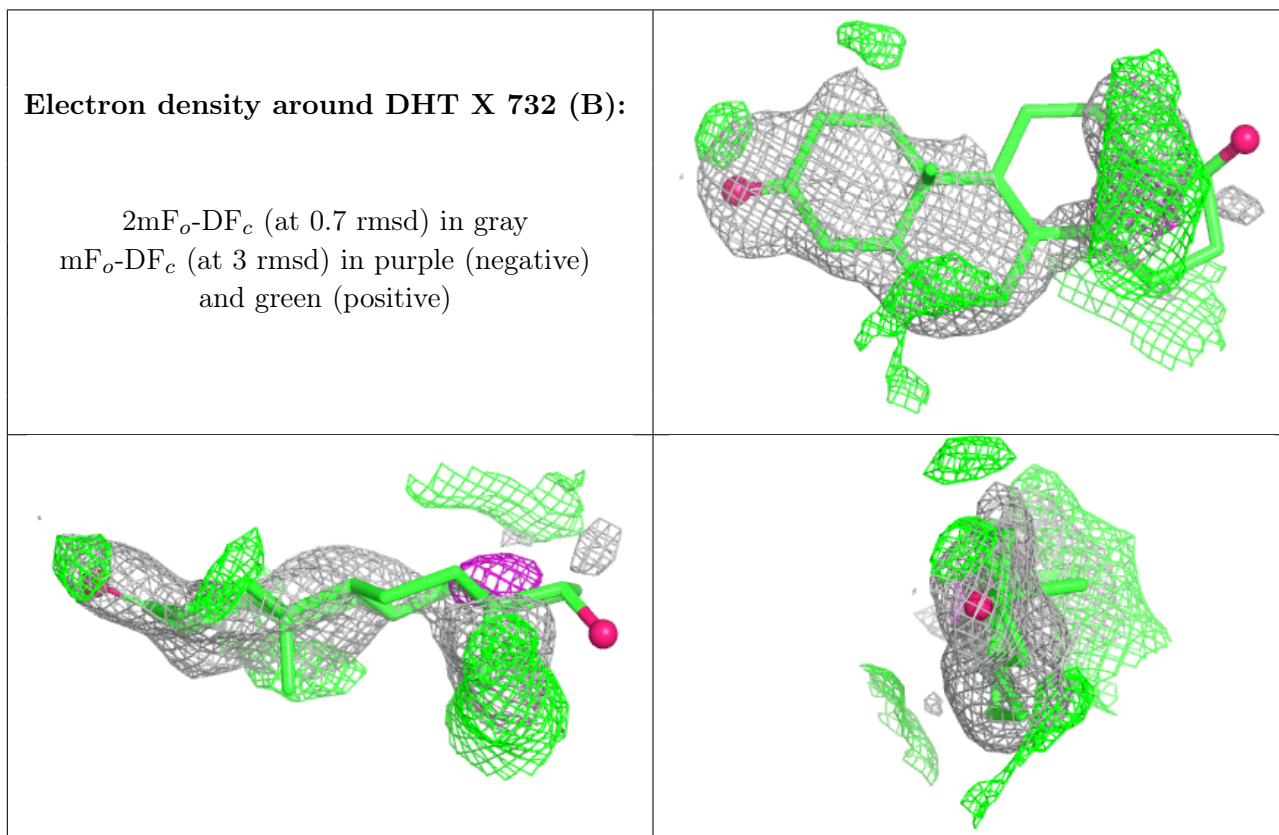 Electron density around DHT X 732 (B):
2mFo-DFc (at 0.7 rmsd) in gray
mFo-DFc (at 3 rmsd) in purple (negative)
and green (positive)